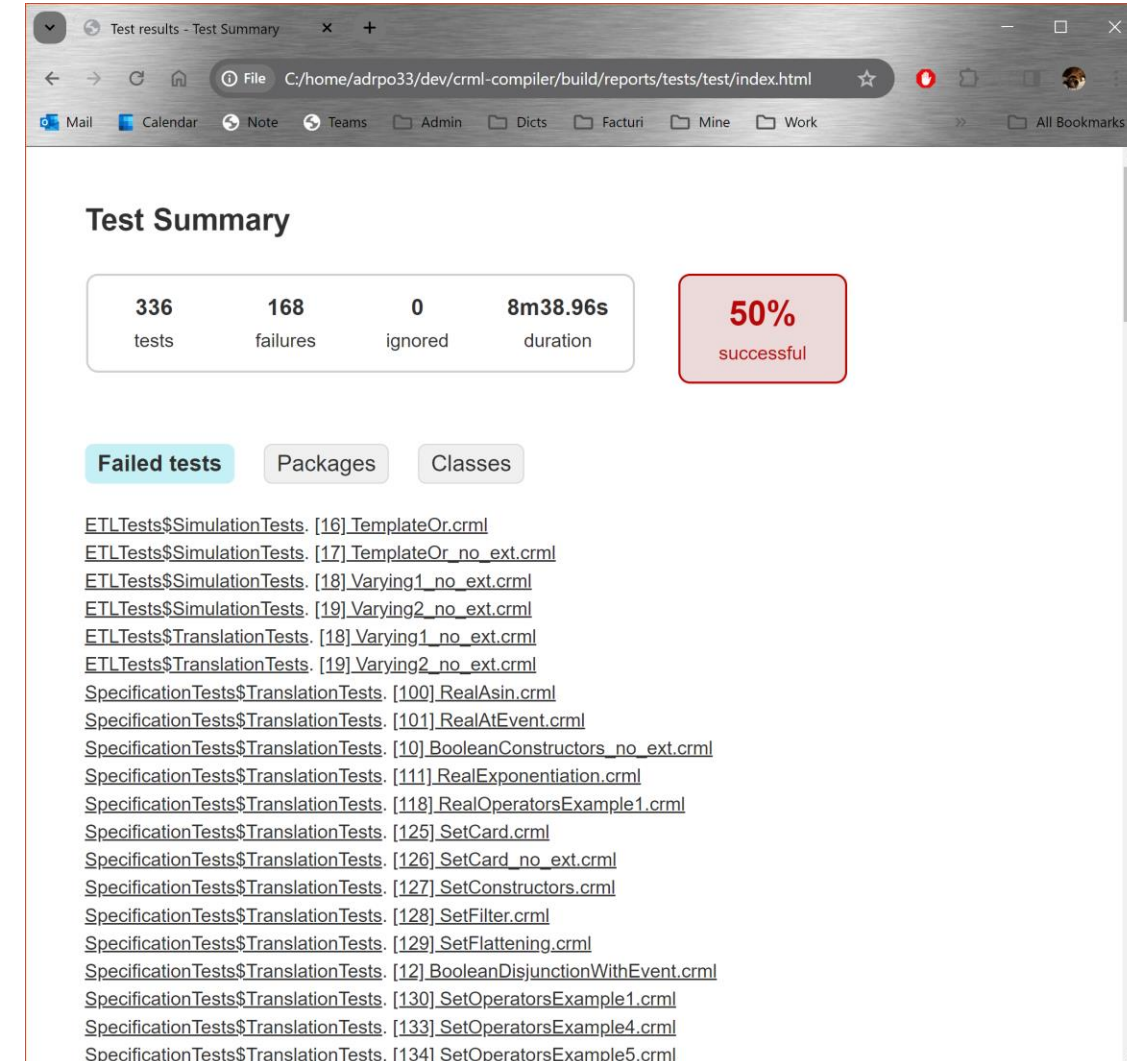 Test results - Test Summary
File C:/home/adrpo33/dev/crml-compiler/build/reports/tests/test/index.html
Mail Calendar Note Teams Admin Dicts Facturi Mine Work » All Bookmarks
Test Summary
336 168 0 8m38.96s
tests failures ignored duration
50%
successful
Failed tests Packages Classes
ETLTests$SimulationTests. [16] TemplateOr.crml
ETLTests$SimulationTests. [17] TemplateOr_no_ext.crml
ETLTests$SimulationTests. [18] Varying1_no_ext.crml
ETLTests$SimulationTests. [19] Varying2_no_ext.crml
ETLTests$TranslationTests. [18] Varying1_no_ext.crml
ETLTests$TranslationTests. [19] Varying2_no_ext.crml
SpecificationTests$TranslationTests. [100] RealAsin.crml
SpecificationTests$TranslationTests. [101] RealAtEvent.crml
SpecificationTests$TranslationTests. [10] BooleanConstructors_no_ext.crml
SpecificationTests$TranslationTests. [111] RealExponentiation.crml
SpecificationTests$TranslationTests. [118] RealOperatorsExample1.crml
SpecificationTests$TranslationTests. [125] SetCard.crml
SpecificationTests$TranslationTests. [126] SetCard_no_ext.crml
SpecificationTests$TranslationTests. [127] SetConstructors.crml
SpecificationTests$TranslationTests. [128] SetFilter.crml
SpecificationTests$TranslationTests. [129] SetFlattening.crml
SpecificationTests$TranslationTests. [12] BooleanDisjunctionWithEvent.crml
SpecificationTests$TranslationTests. [130] SetOperatorsExample1.crml
SpecificationTests$TranslationTests. [133] SetOperatorsExample4.crml
SpecificationTests$TranslationTests. [134] SetOperatorsExample5.crml